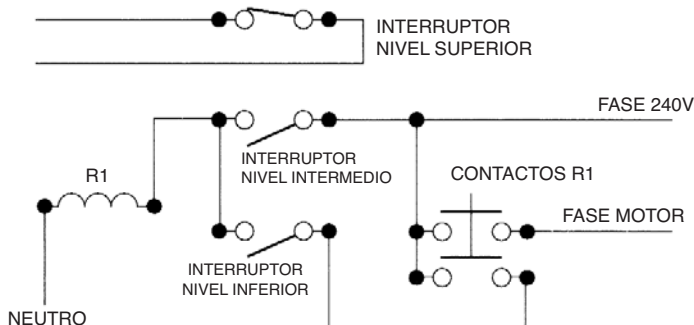 INTERRUPTOR
NIVEL SUPERIOR
FASE 240V
INTERRUPTOR
NIVEL INTERMEDIO
R1
CONTACTOS R1
FASE MOTOR
INTERRUPTOR
NIVEL INFERIOR
NEUTRO